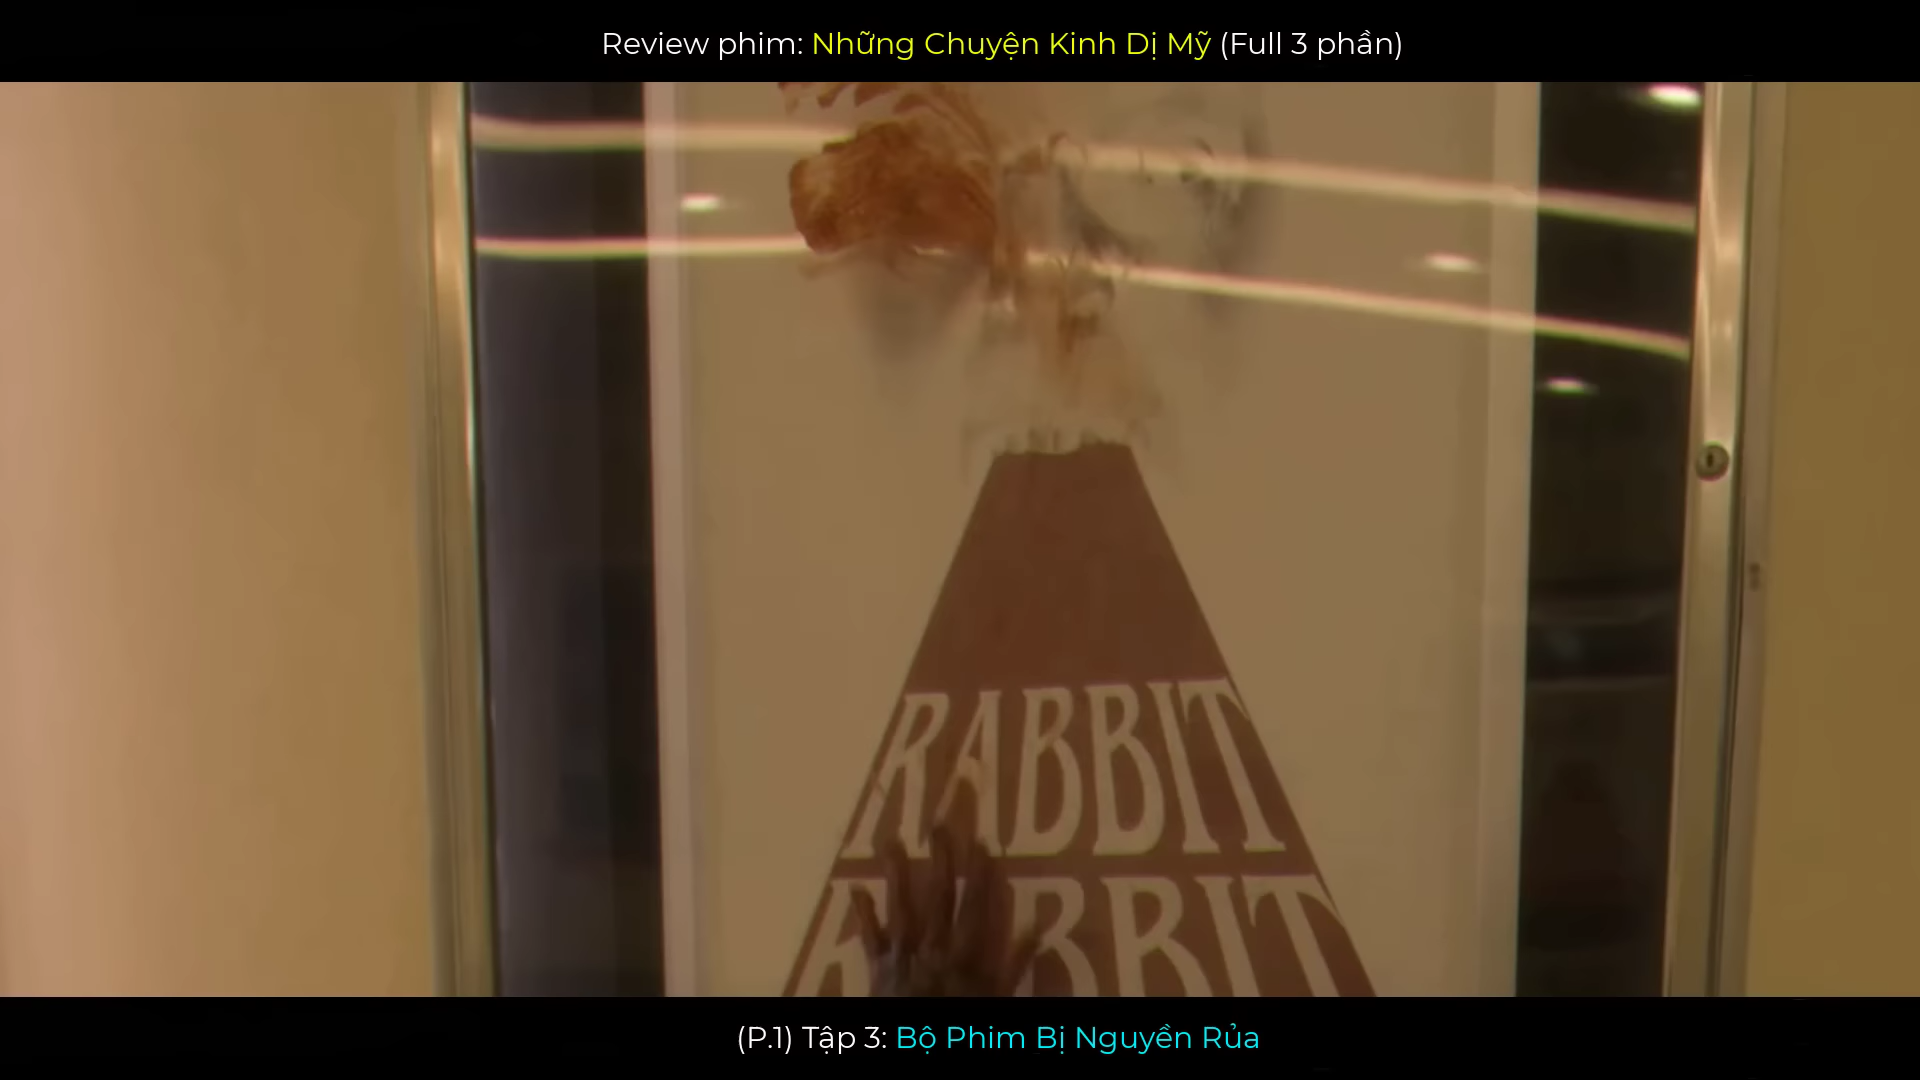 Review phim: Những Chuyện Kinh Dị Mỹ (Full 3 phần)
RABBIT
RABBIT
(P.1) Tập 3: Bộ Phim Bị Nguyền Rủa